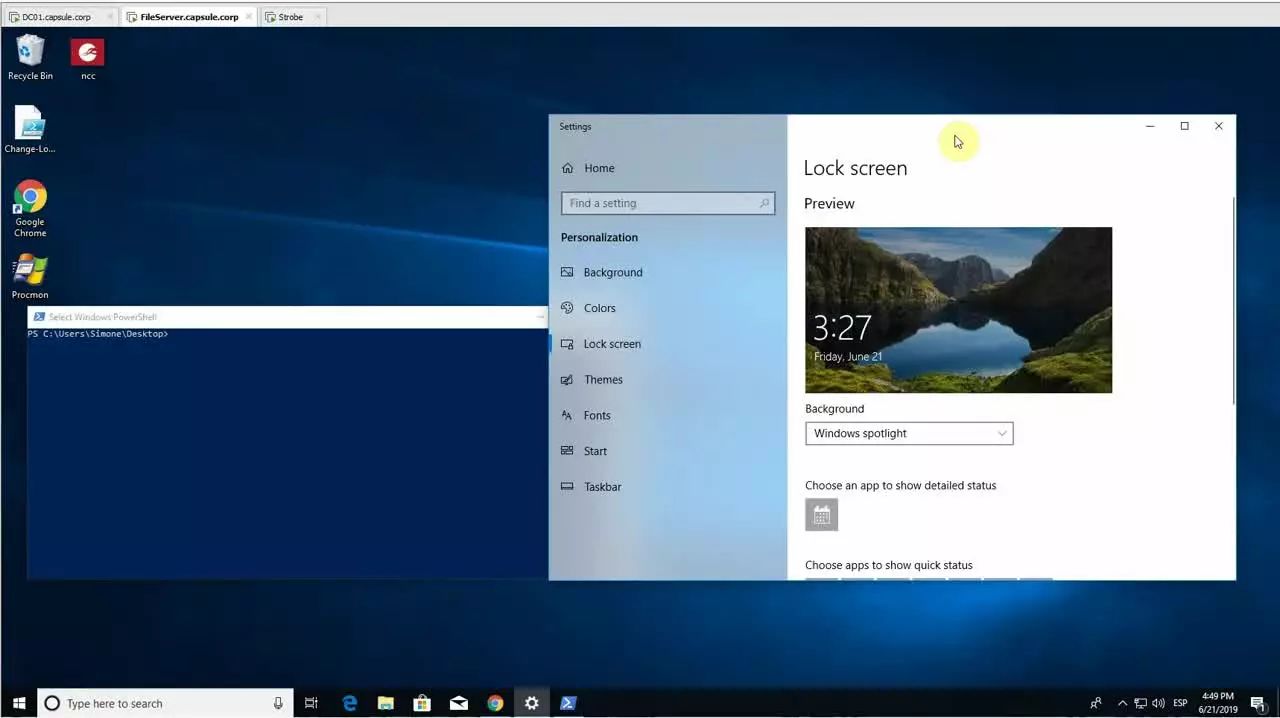 DC01.capsule.corp
FileServer.capsule.corp
Strobe
Recycle Bin
ncc
Change-Lo...
Google
Chrome
Procmon
Select Windows PowerShell
PS C:\Users\Simone\Desktop>
Settings
Home
Find a setting
Personalization
Background
Colors
Lock screen
Themes
Fonts
Start
Taskbar
Lock screen
Preview
3:27
Friday, June 21
Background
Windows spotlight
Choose an app to show detailed status
Choose apps to show quick status
Type here to search
ESP
4:49 PM
6/21/2019